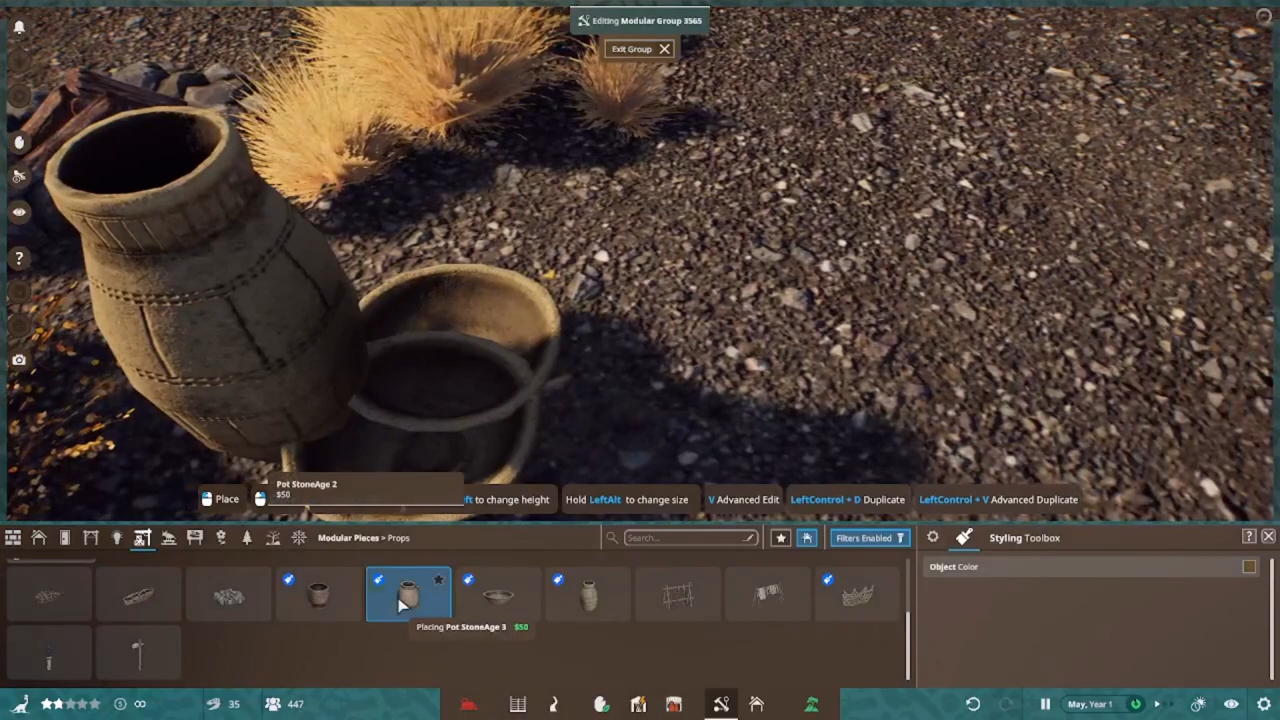 Editing Modular Group 3565
Exit Group
Pot StoneAge 2
$50
Place
ft to change height
Hold LeftAlt to change size
V Advanced Edit
LeftControl + D Duplicate
LeftControl + V Advanced Duplicate
Modular Pieces > Props
Search...
Filters Enabled
Styling Toolbox
?
Object Color
Placing Pot StoneAge 3 $50
35
447
May, Year 1